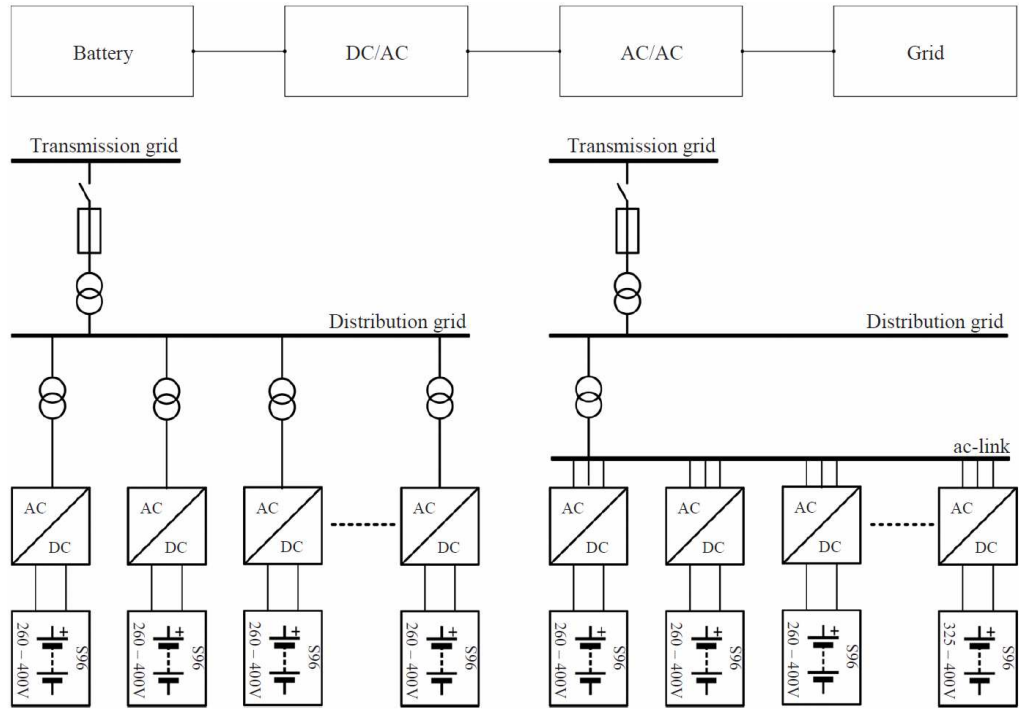 Battery
DC/AC
AC/AC
Grid
Transmission grid
Transmission grid
Distribution grid
Distribution grid
ac-link
AC
DC
AC
DC
AC
DC
AC
DC
AC
DC
AC
DC
AC
DC
AC
DC
+
S96
260 – 400V
+
S96
260 – 400V
+
S96
260 – 400V
+
S96
260 – 400V
+
S96
260 – 400V
+
S96
260 – 400V
+
S96
260 – 400V
+
S96
325 – 400V